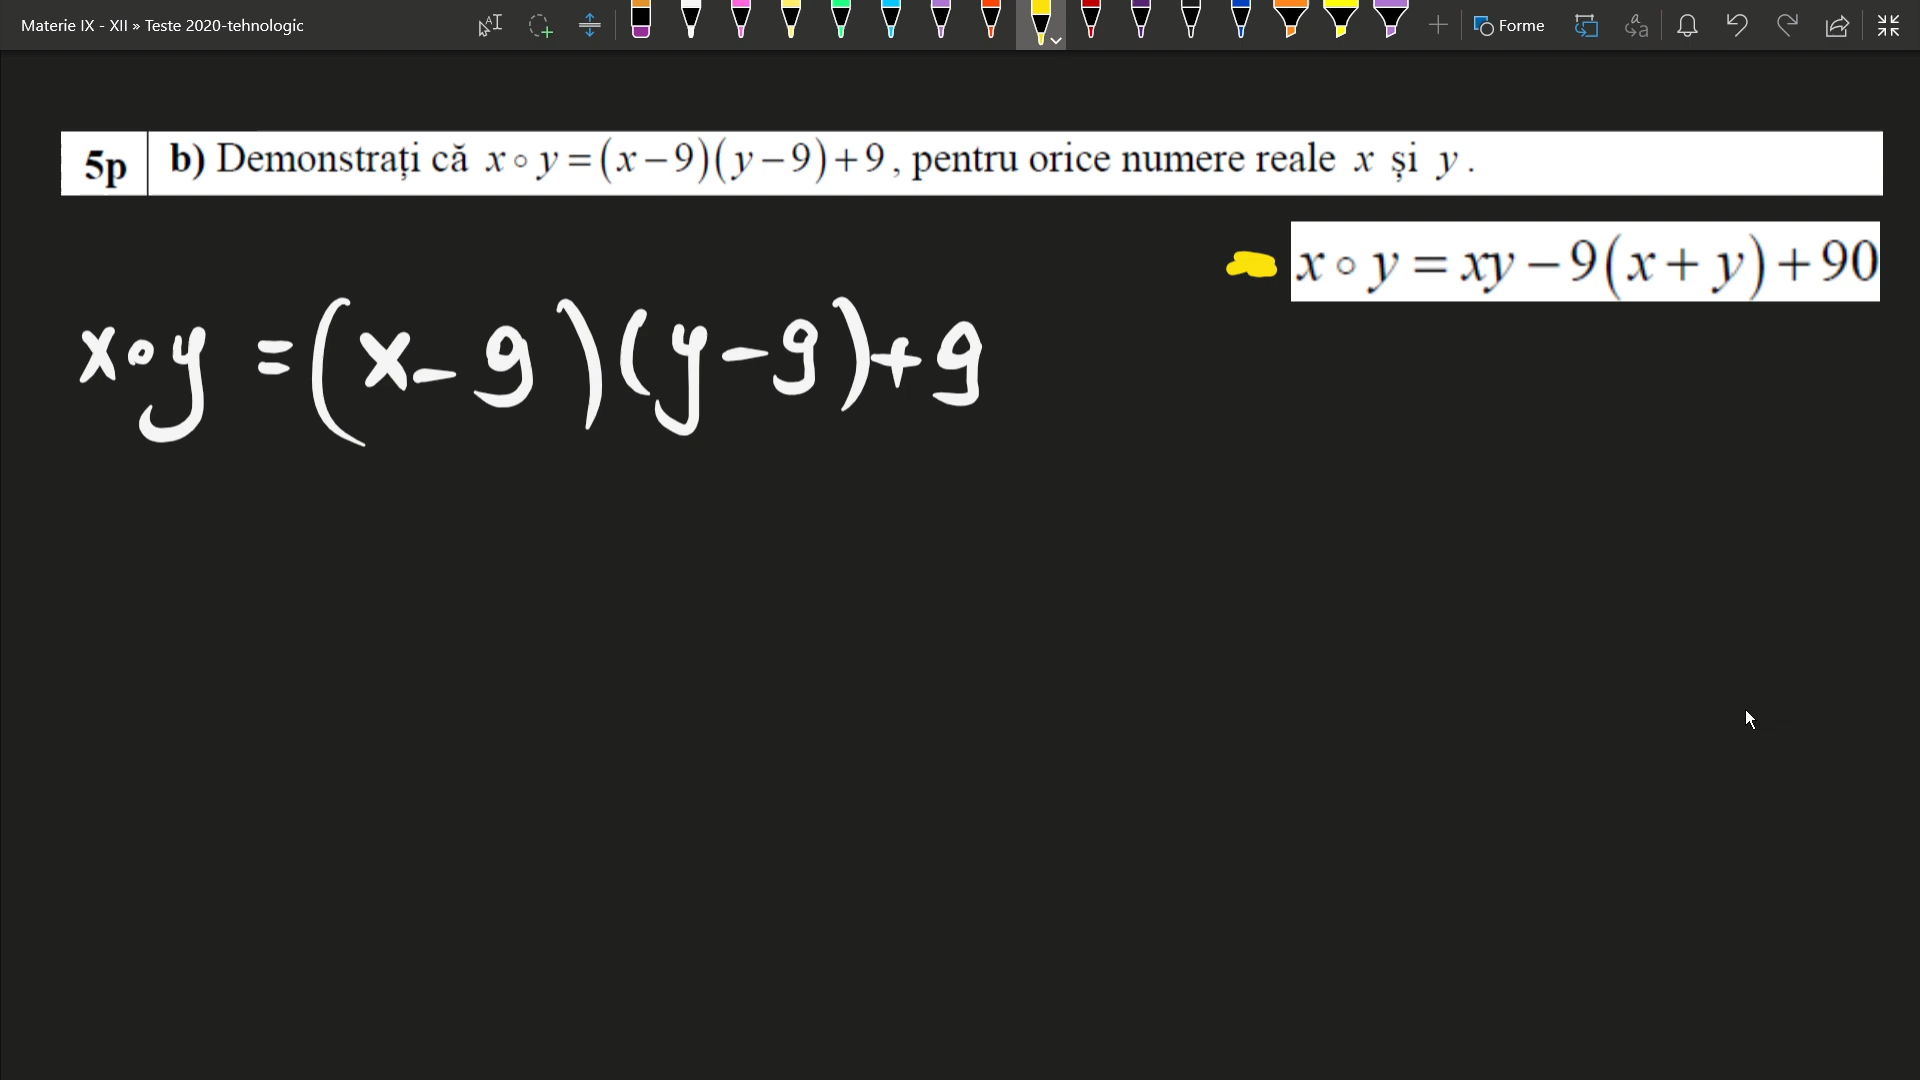 Materie IX - XII » Teste 2020-tehnologic
Forme
5p b) Demonstrați că x∘y=(x−9)(y−9)+9, pentru orice numere reale x și y.
x∘y=xy−9(x+y)+90
x∘y =(x-9)(y-9)+9